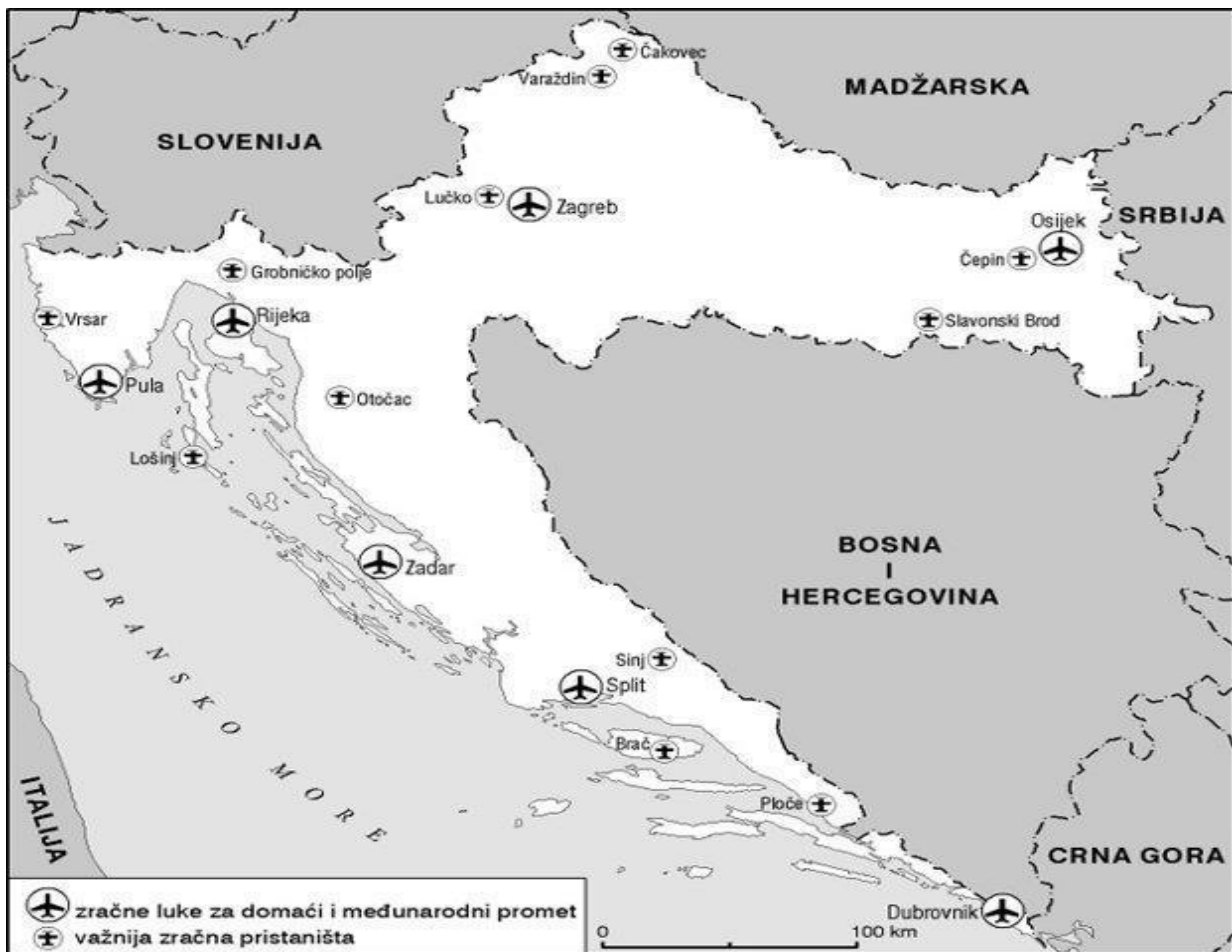 Čakovec
Varaždin
MADŽARSKA
SLOVENIJA
Lučko
Zagreb
SRBIJA
Osijek
Čepin
Grobničko polje
Vrsar
Rijeka
Slavonski Brod
Pula
Otočac
Lošinj
BOSNA
I
HERCEGOVINA
Zadar
JADRANSKO MORE
Sinj
Split
Brač
ITALIJA
Ploče
CRNA GORA
Dubrovnik
zračne luke za domaći i međunarodni promet
važnija zračna pristaništa
0 100 km